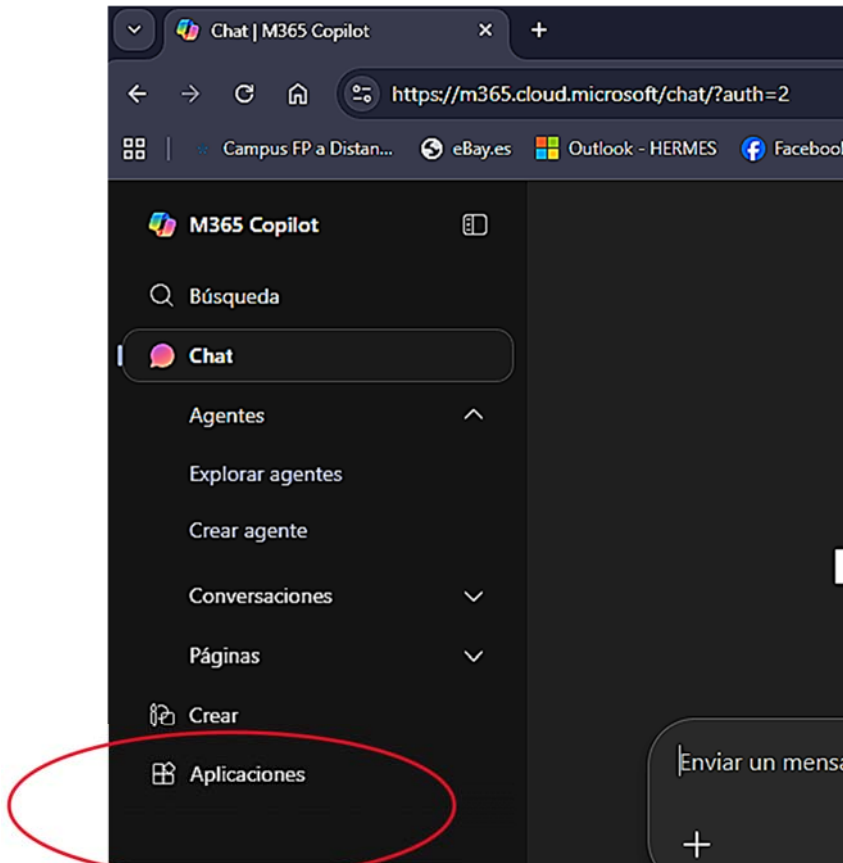 Chat | M365 Copilot
https://m365.cloud.microsoft/chat/?auth=2
Campus FP a Distan... eBay.es Outlook - HERMES Facebook
M365 Copilot
Búsqueda
Chat
Agentes
Explorar agentes
Crear agente
Conversaciones
Páginas
Crear
Aplicaciones
Enviar un mensa